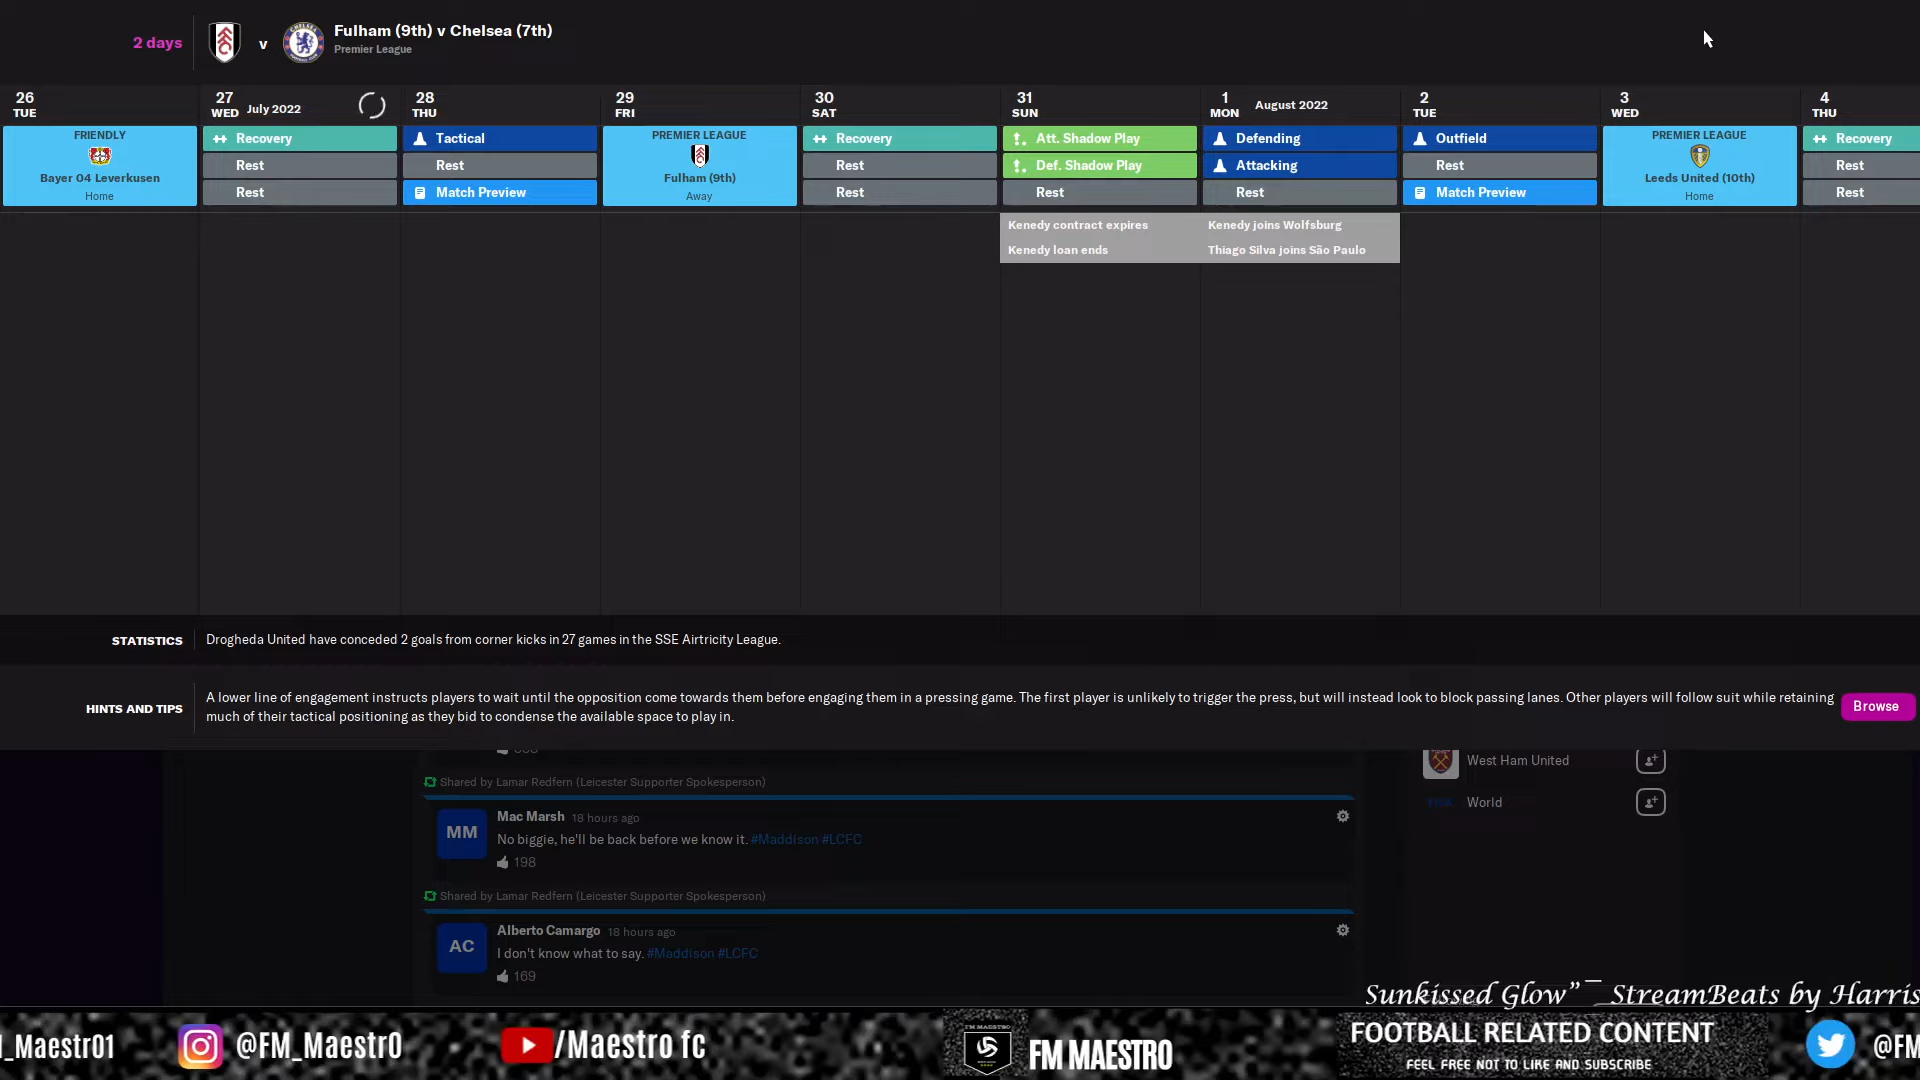 2 days
v
Fulham (9th) v Chelsea (7th)
Premier League
26
TUE
27
WED July 2022
28
THU
29
FRI
30
SAT
31
SUN
1
MON August 2022
2
TUE
3
WED
4
THU
FRIENDLY
Bayer 04 Leverkusen
Home
Recovery
Rest
Rest
Tactical
Rest
Match Preview
PREMIER LEAGUE
Fulham (9th)
Away
Recovery
Rest
Rest
Att. Shadow Play
Def. Shadow Play
Rest
Defending
Attacking
Rest
Outfield
Rest
Match Preview
PREMIER LEAGUE
Leeds United (10th)
Home
Recovery
Rest
Rest
Kenedy contract expires
Kenedy loan ends
Kenedy joins Wolfsburg
Thiago Silva joins São Paulo
STATISTICS
Drogheda United have conceded 2 goals from corner kicks in 27 games in the SSE Airtricity League.
HINTS AND TIPS
A lower line of engagement instructs players to wait until the opposition come towards them before engaging them in a pressing game. The first player is unlikely to trigger the press, but will instead look to block passing lanes. Other players will follow suit while retaining
much of their tactical positioning as they bid to condense the available space to play in.
Browse
Shared by Lamar Redfern (Leicester Supporter Spokesperson)
MM
Mac Marsh 18 hours ago
No biggie, he'll be back before we know it. #Maddison #LCFC
198
Shared by Lamar Redfern (Leicester Supporter Spokesperson)
AC
Alberto Camargo 18 hours ago
I don't know what to say. #Maddison #LCFC
169
West Ham United
World
Sunkissed Glow" — StreamBeats by Harris
_Maestr01
@FM_Maestr0
/Maestro fc
FM MAESTRO
FM MAESTRO
FOOTBALL RELATED CONTENT
FEEL FREE NOT TO LIKE AND SUBSCRIBE
@FM